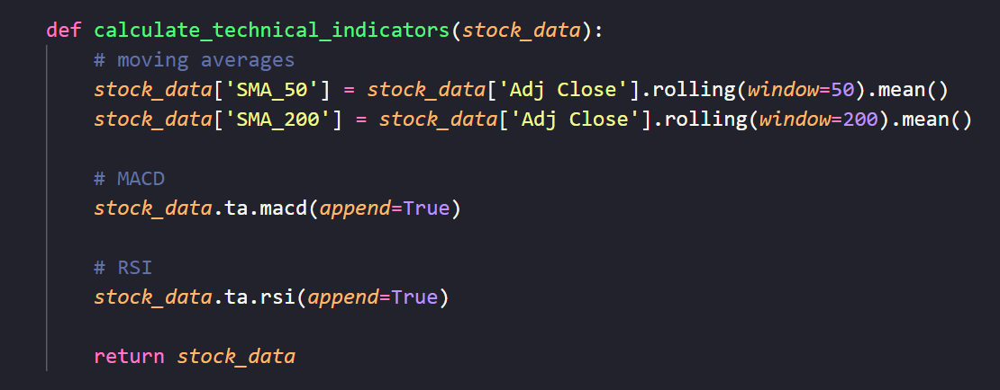 def calculate_technical_indicators(stock_data):
    # moving averages
    stock_data['SMA_50'] = stock_data['Adj Close'].rolling(window=50).mean()
    stock_data['SMA_200'] = stock_data['Adj Close'].rolling(window=200).mean()

    # MACD
    stock_data.ta.macd(append=True)

    # RSI
    stock_data.ta.rsi(append=True)

    return stock_data